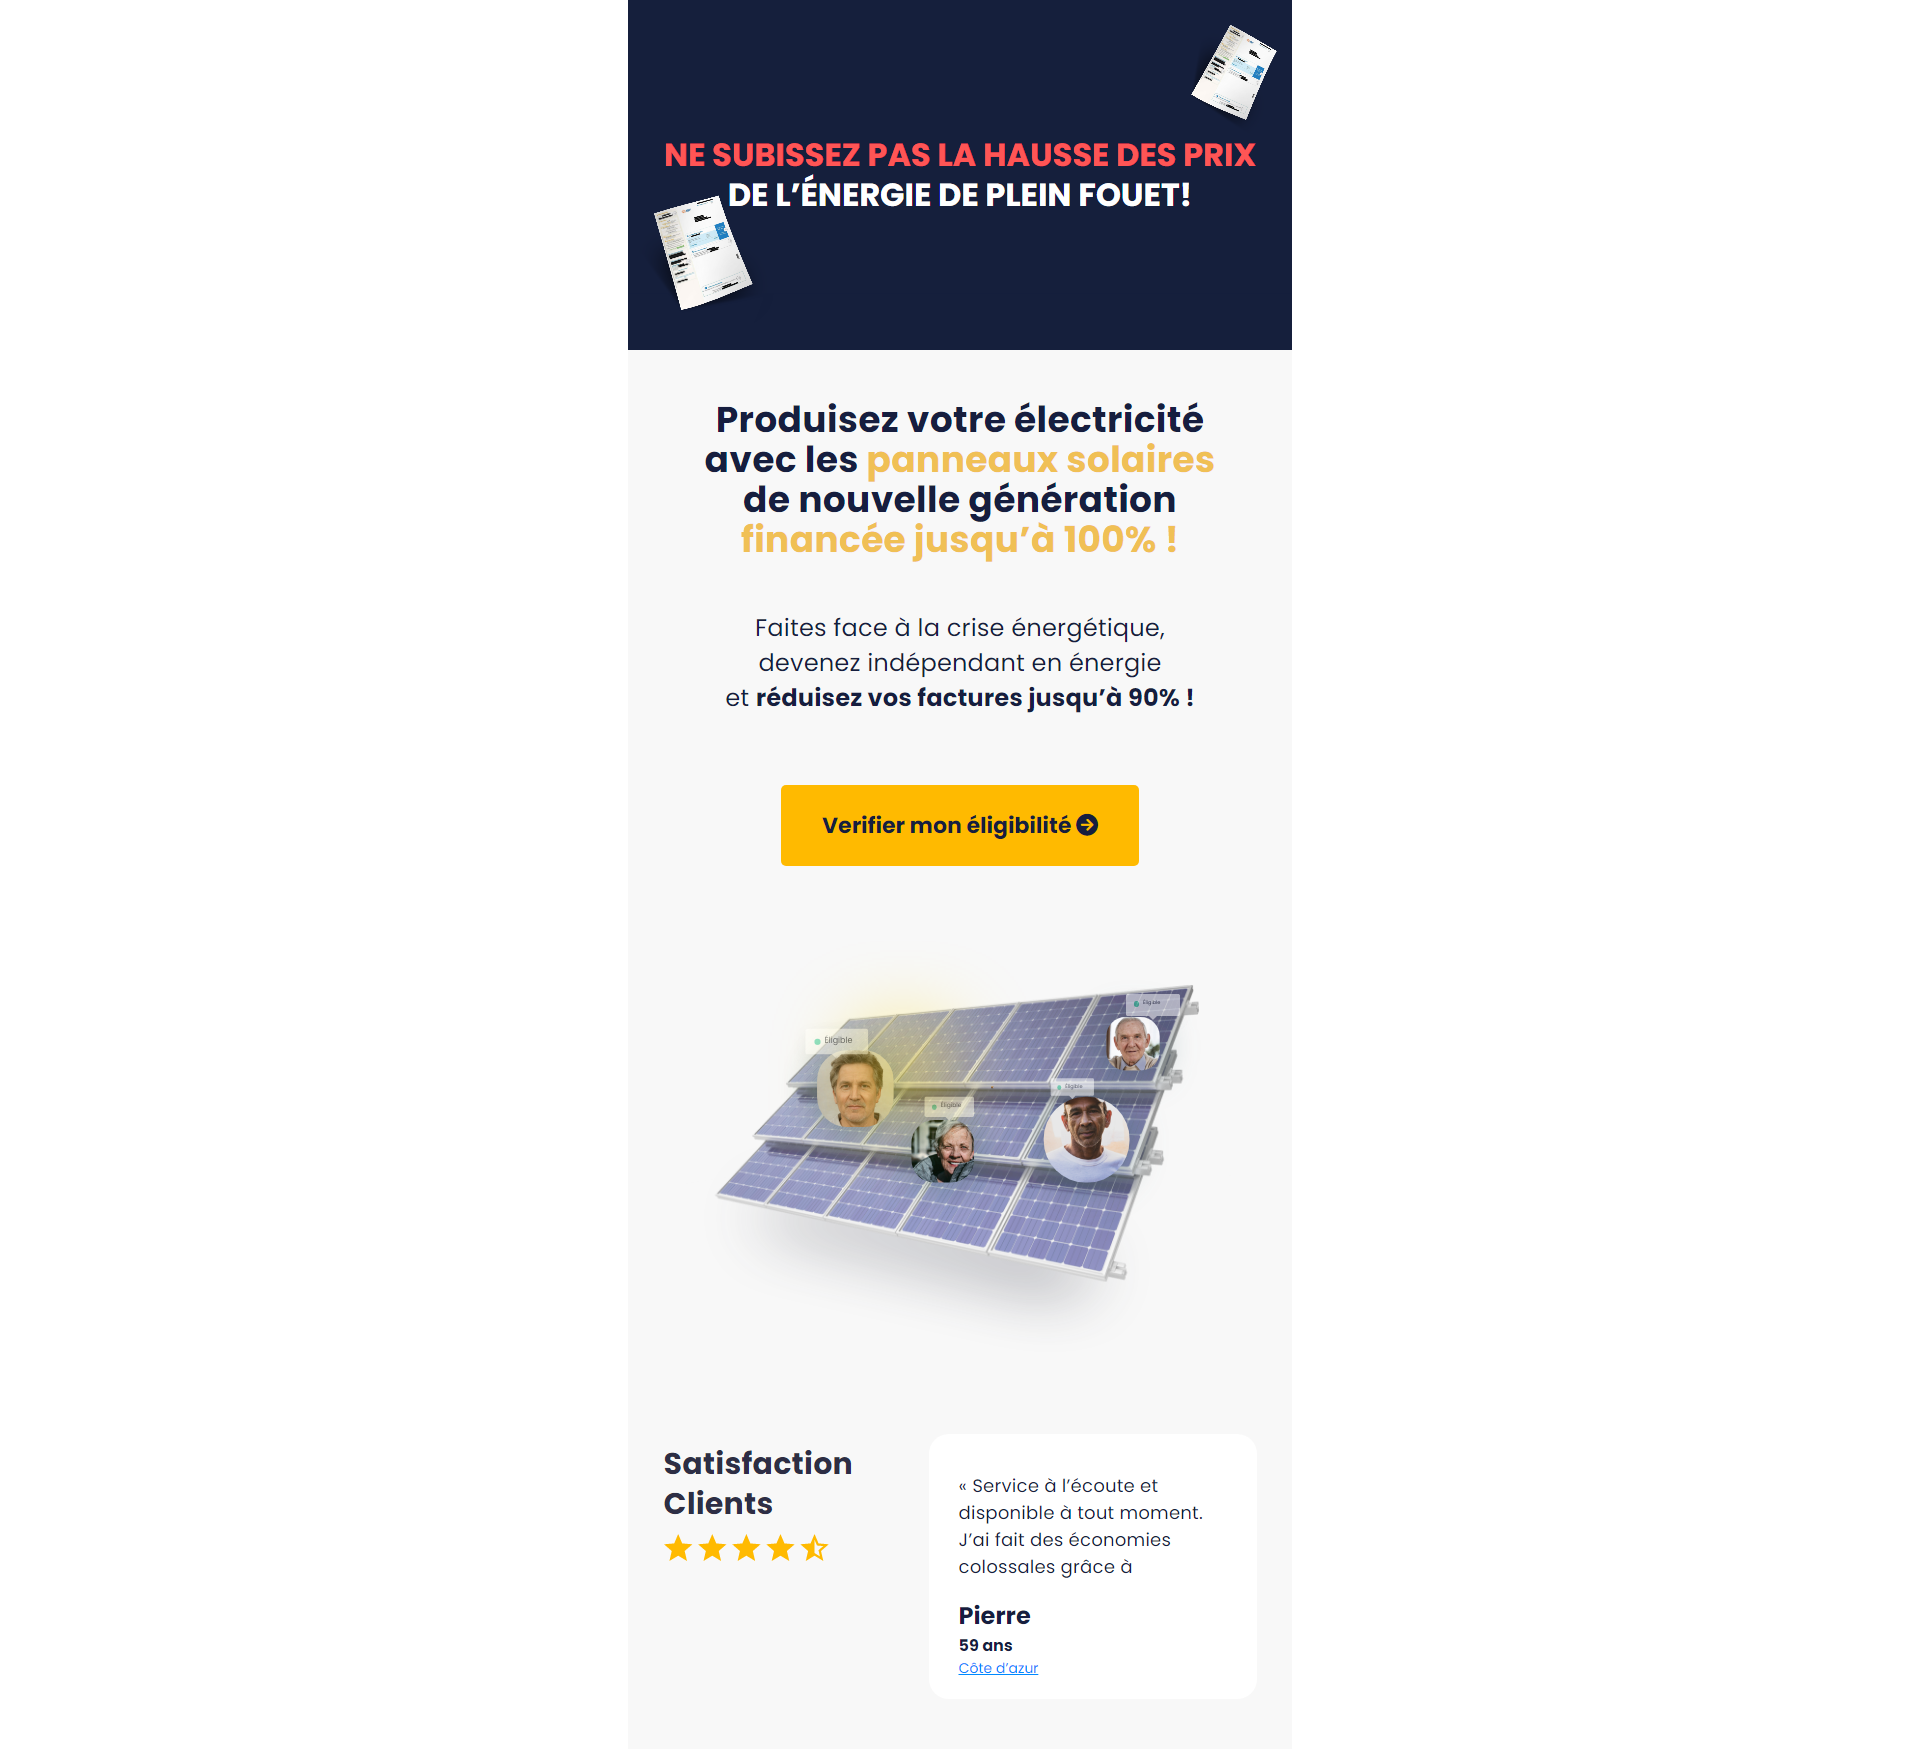 NE SUBISSEZ PAS LA HAUSSE DES PRIX
DE L’ÉNERGIE DE PLEIN FOUET!
Produisez votre électricité
avec les panneaux solaires
de nouvelle génération
financée jusqu’à 100% !
Faites face à la crise énergétique,
devenez indépendant en énergie
et réduisez vos factures jusqu’à 90% !
Verifier mon éligibilité
Eligible
Eligible
Eligible
Eligible
Satisfaction
Clients
« Service à l’écoute et
disponible à tout moment.
J’ai fait des économies
colossales grâce à
Pierre
59 ans
Côte d’azur